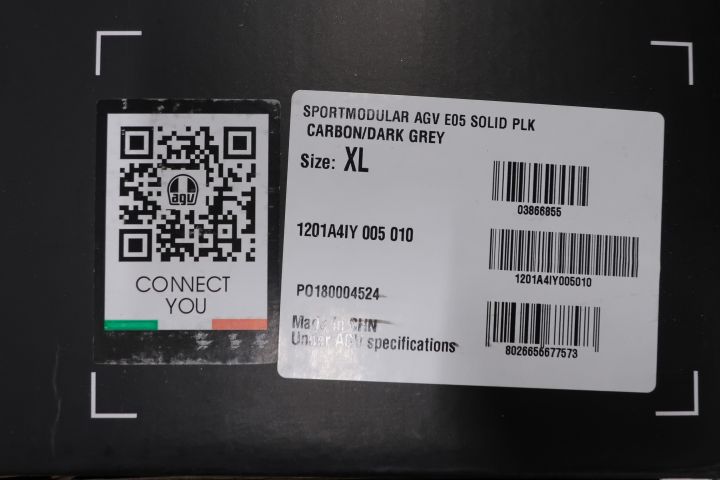 agv
CONNECT
YOU
SPORTMODULAR AGV E05 SOLID PLK
CARBON/DARK GREY
Size: XL
03866855
1201A4IY 005 010
1201A4IY005010
PO180004524
Made in CHN
Under AGV specifications
8026656677573